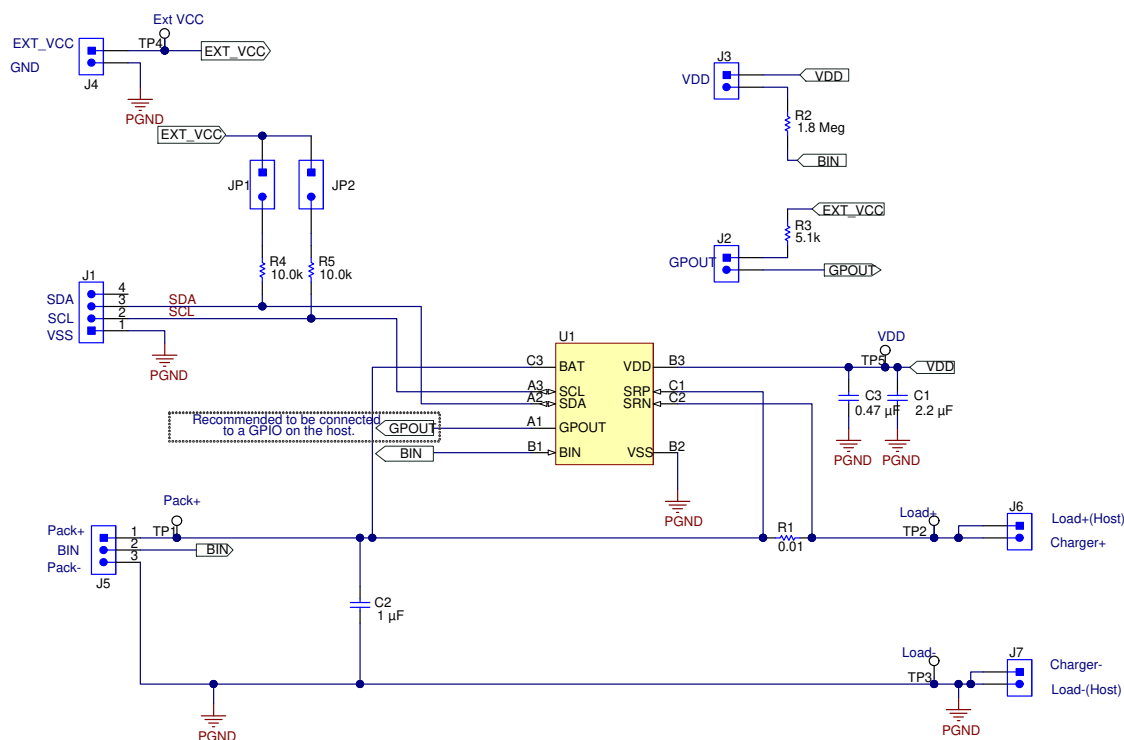 Ext VCC
EXT_VCC
TP4
EXT_VCC
GND
J4
PGND
EXT_VCC
JP1
JP2
R4
10.0k
R5
10.0k
J1
SDA
4
3
SDA
SCL
2
SCL
VSS
1
PGND
J3
VDD
VDD
R2
1.8 Meg
BIN
EXT_VCC
R3
5.1k
J2
GPOUT
GPOUT
U1
C3
BAT
VDD
B3
A3
SCL
SRP
C1
A2
SDA
SRN
C2
A1
GPOUT
B1
BIN
VSS
B2
PGND
VDD
TP5
VDD
C3
0.47 µF
C1
2.2 µF
PGND
PGND
Recommended to be connected
to a GPIO on the host.
GPOUT
BIN
Pack+
Pack+
1
TP1
BIN
2
BIN
Pack-
3
J5
C2
1 µF
R1
0.01
Load+
TP2
J6
Load+(Host)
Charger+
Load-
TP3
J7
Charger-
Load-(Host)
PGND
PGND